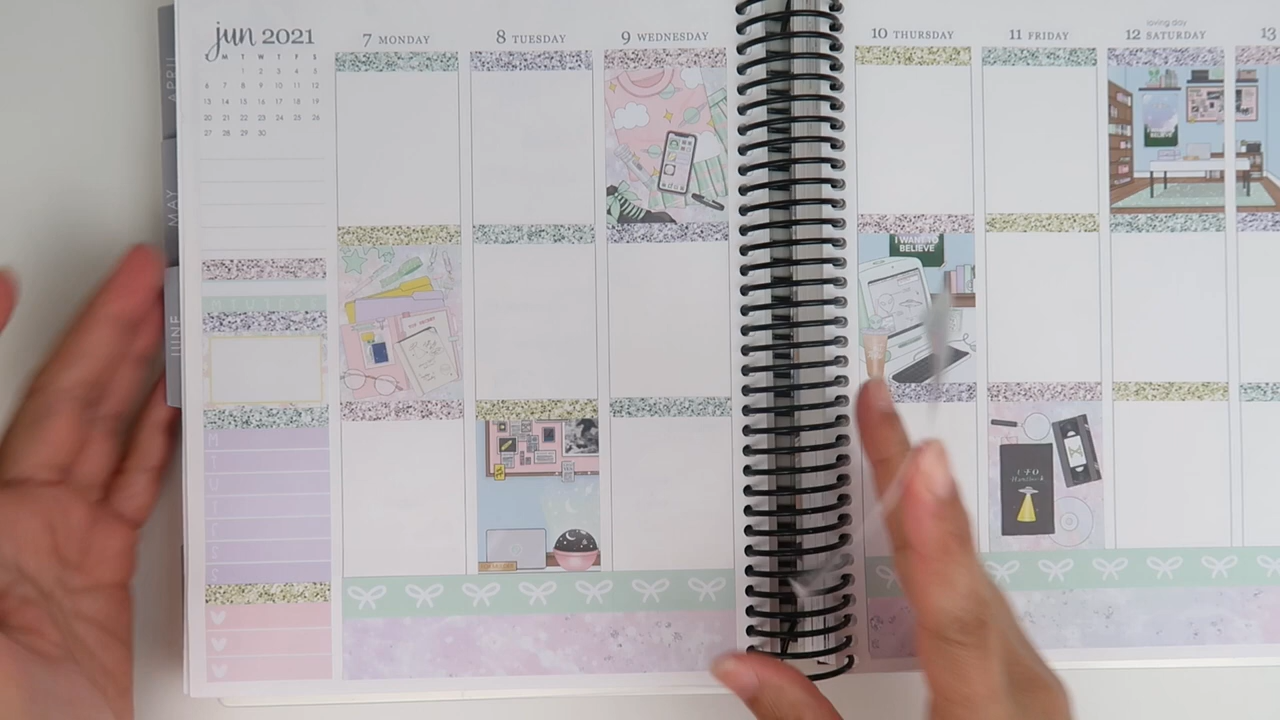 jun 2021
M T W T F S
1 2 3 4 5
6 7 8 9 10 11 12
13 14 15 16 17 18 19
20 21 22 23 24 25 26
27 28 29 30
APRIL
MAY
JUNE
7 MONDAY
8 TUESDAY
9 WEDNESDAY
10 THURSDAY
11 FRIDAY
loving day
12 SATURDAY
13
M
T
W
T
F
S
S
I WANT TO
BELIEVE
UFO
Handbook